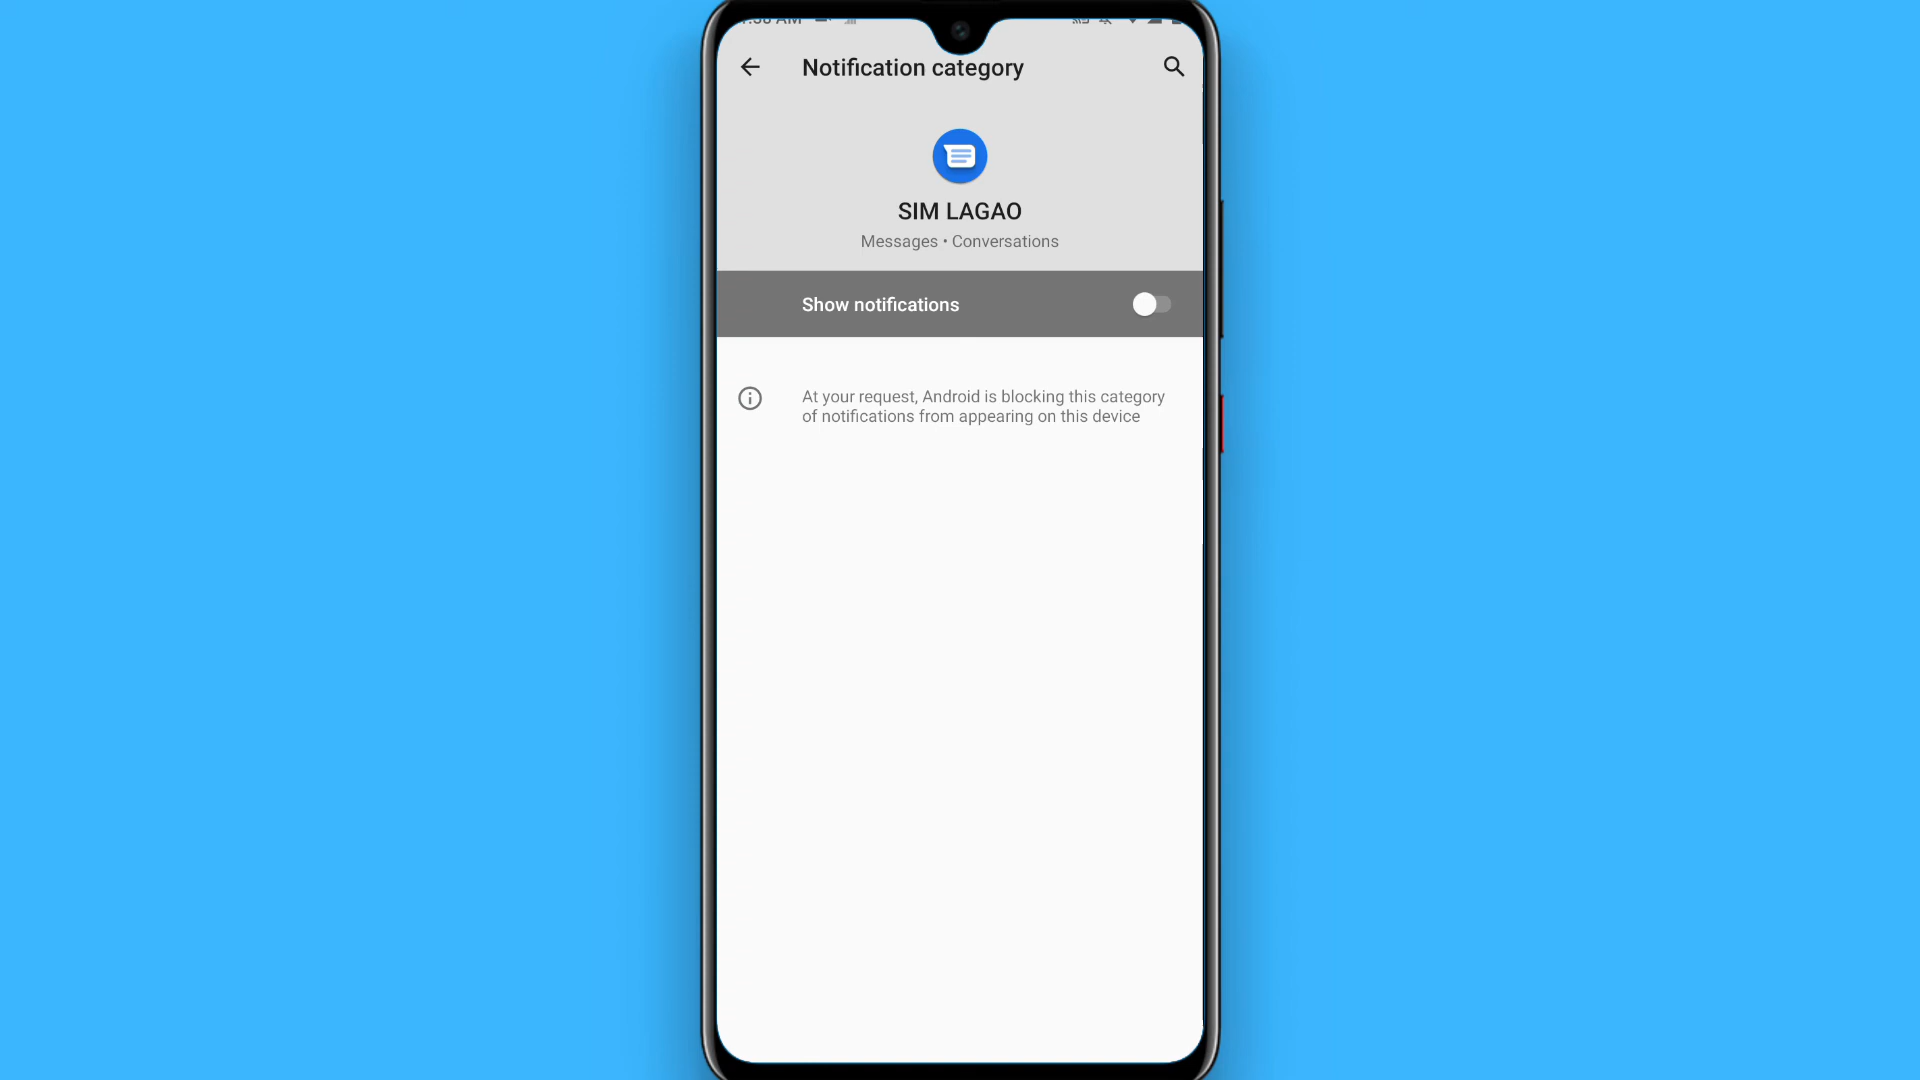 Notification category
SIM LAGAO
Messages • Conversations
Show notifications
At your request, Android is blocking this category
of notifications from appearing on this device